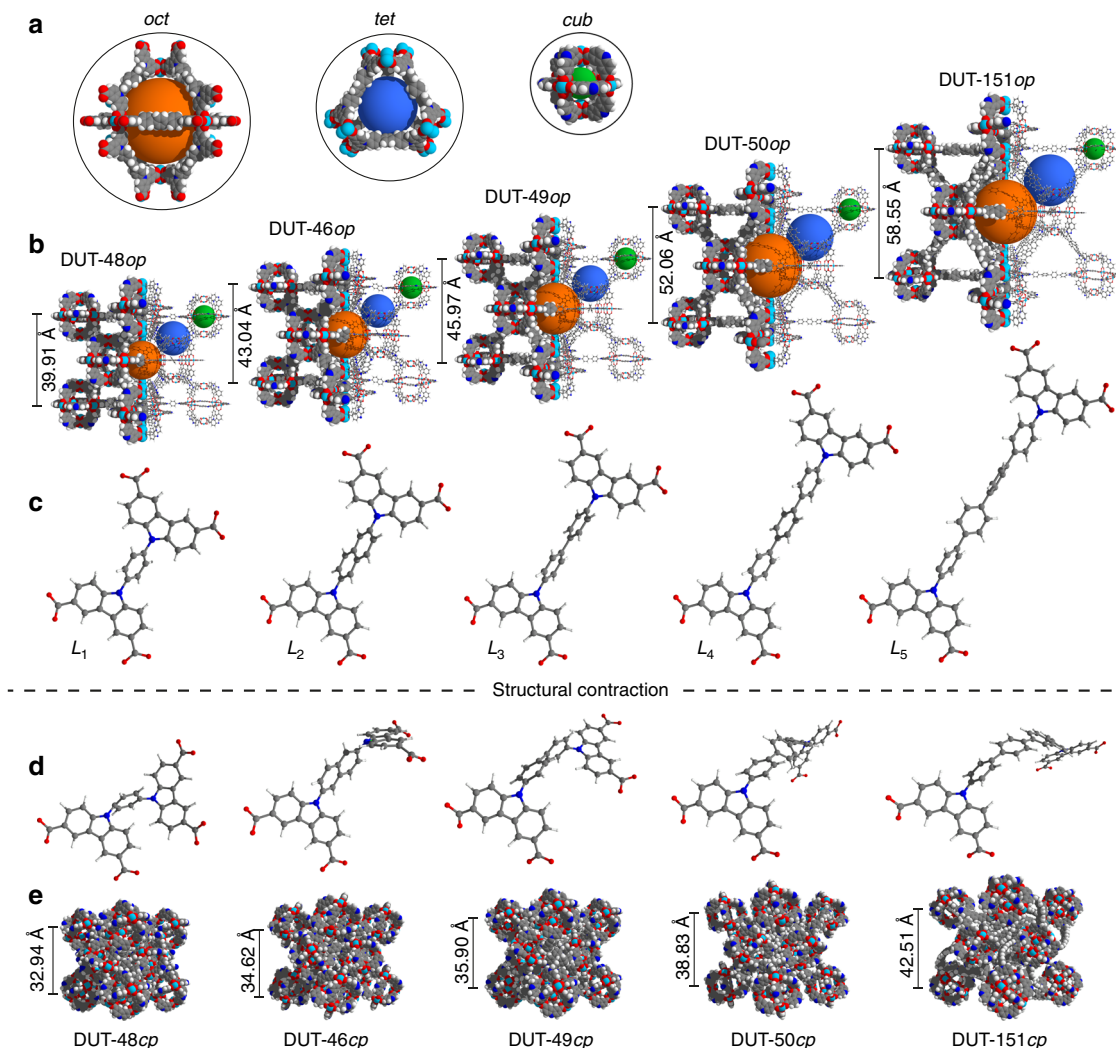 a
oct
tet
cub
DUT-151op
DUT-50op
DUT-49op
DUT-46op
b
DUT-48op
39.91 Å
43.04 Å
45.97 Å
52.06 Å
58.55 Å
c
L1
L2
L3
L4
L5
Structural contraction
d
e
32.94 Å
34.62 Å
35.90 Å
38.83 Å
42.51 Å
DUT-48cp
DUT-46cp
DUT-49cp
DUT-50cp
DUT-151cp